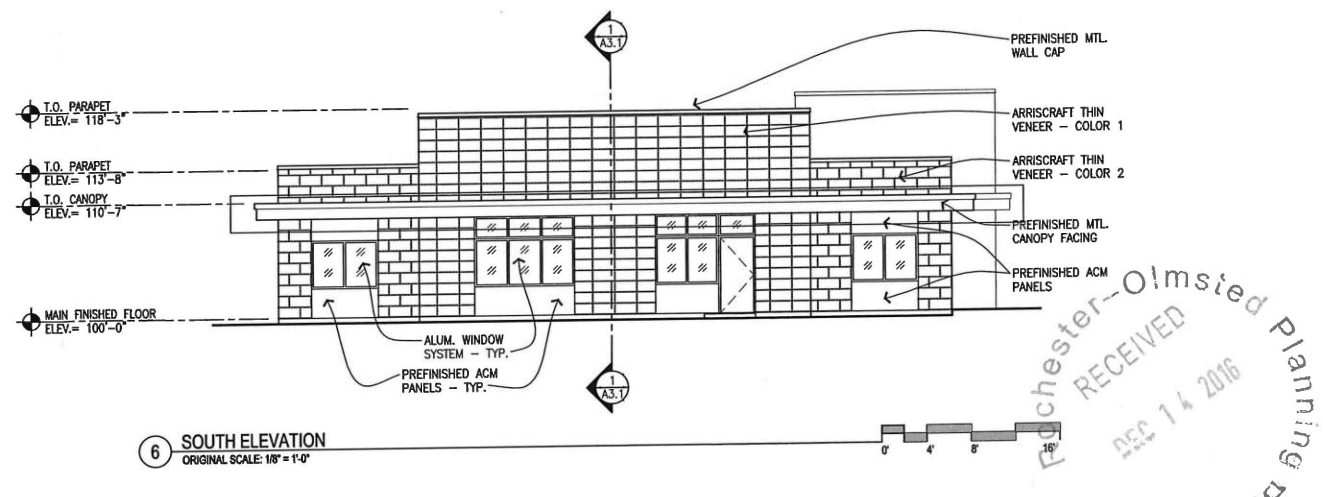 1
A3.1
PREFINISHED MTL.
WALL CAP
T.O. PARAPET
ELEV.= 118'-3"
ARRISCRAFT THIN
VENEER - COLOR 1
T.O. PARAPET
ELEV.= 113'-8"
ARRISCRAFT THIN
VENEER - COLOR 2
T.O. CANOPY
ELEV.= 110'-7"
PREFINISHED MTL.
CANOPY FACING
PREFINISHED ACM
PANELS
MAIN FINISHED FLOOR
ELEV.= 100'-0"
ALUM. WINDOW
SYSTEM - TYP.
PREFINISHED ACM
PANELS - TYP.
1
A3.1
6
SOUTH ELEVATION
ORIGINAL SCALE: 1/8" = 1'-0"
0' 4' 8' 16'
Rochester-Olmsted Planning
RECEIVED
DEC 14 2016